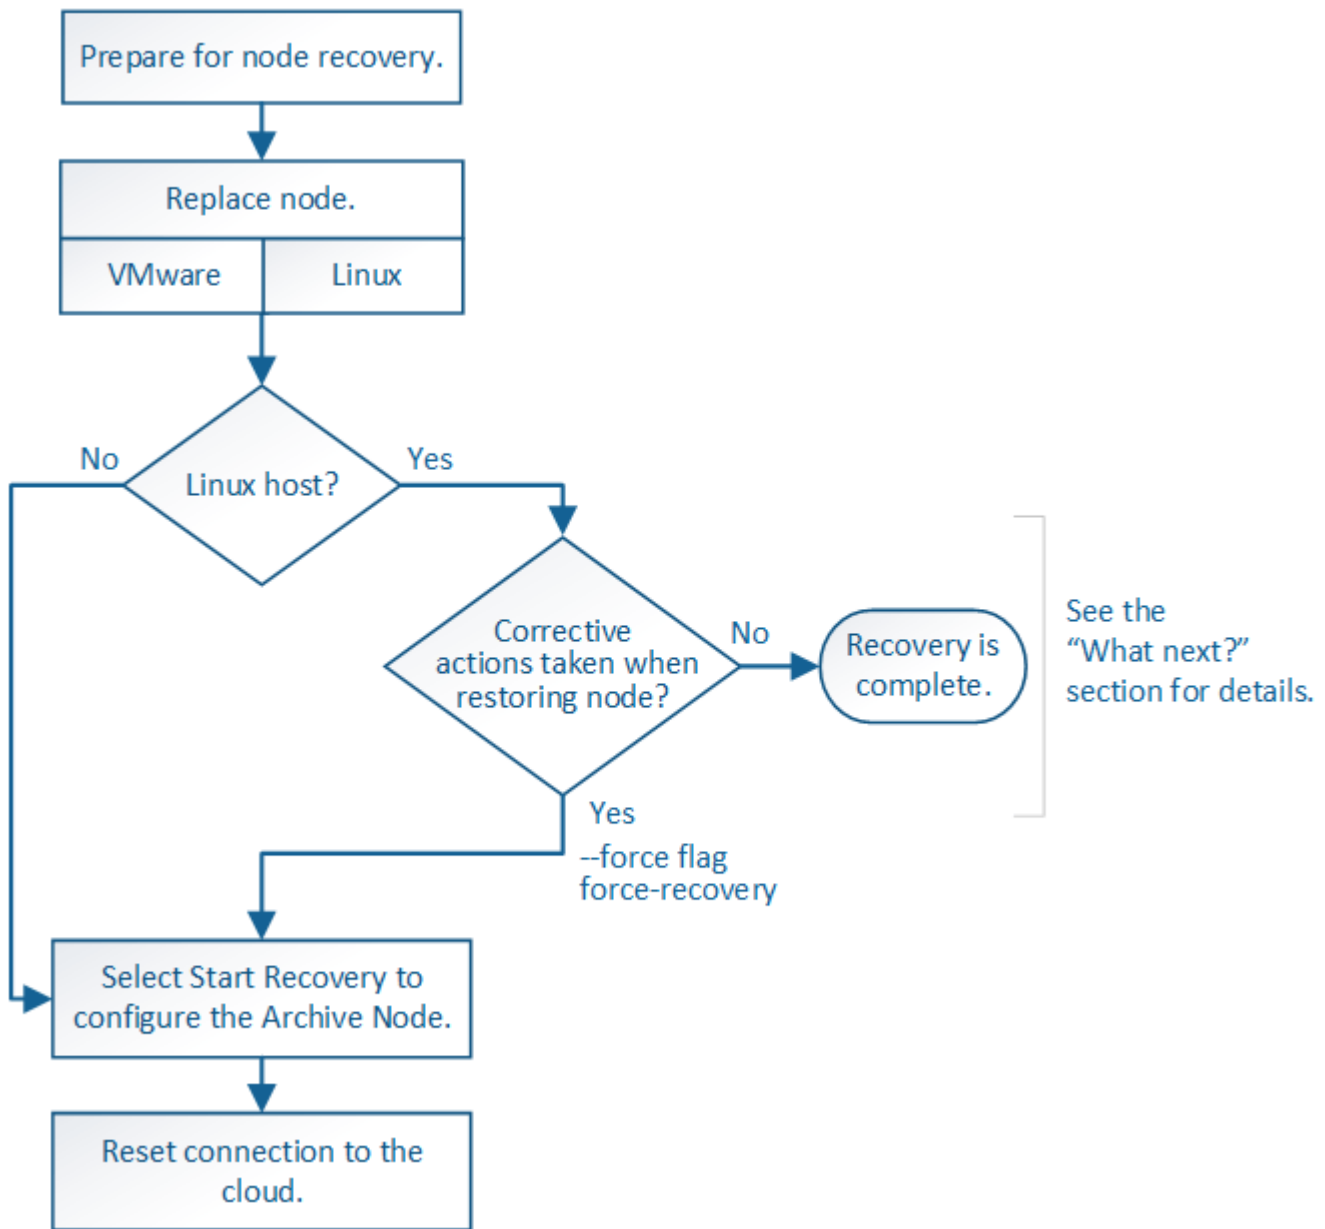 Prepare for node recovery.
Replace node.
VMware
Linux
No
Yes
Linux host?
Corrective
actions taken when
restoring node?
No
Recovery is
complete.
See the
“What next?”
section for details.
Yes
--force flag
force-recovery
Select Start Recovery to
configure the Archive Node.
Reset connection to the
cloud.